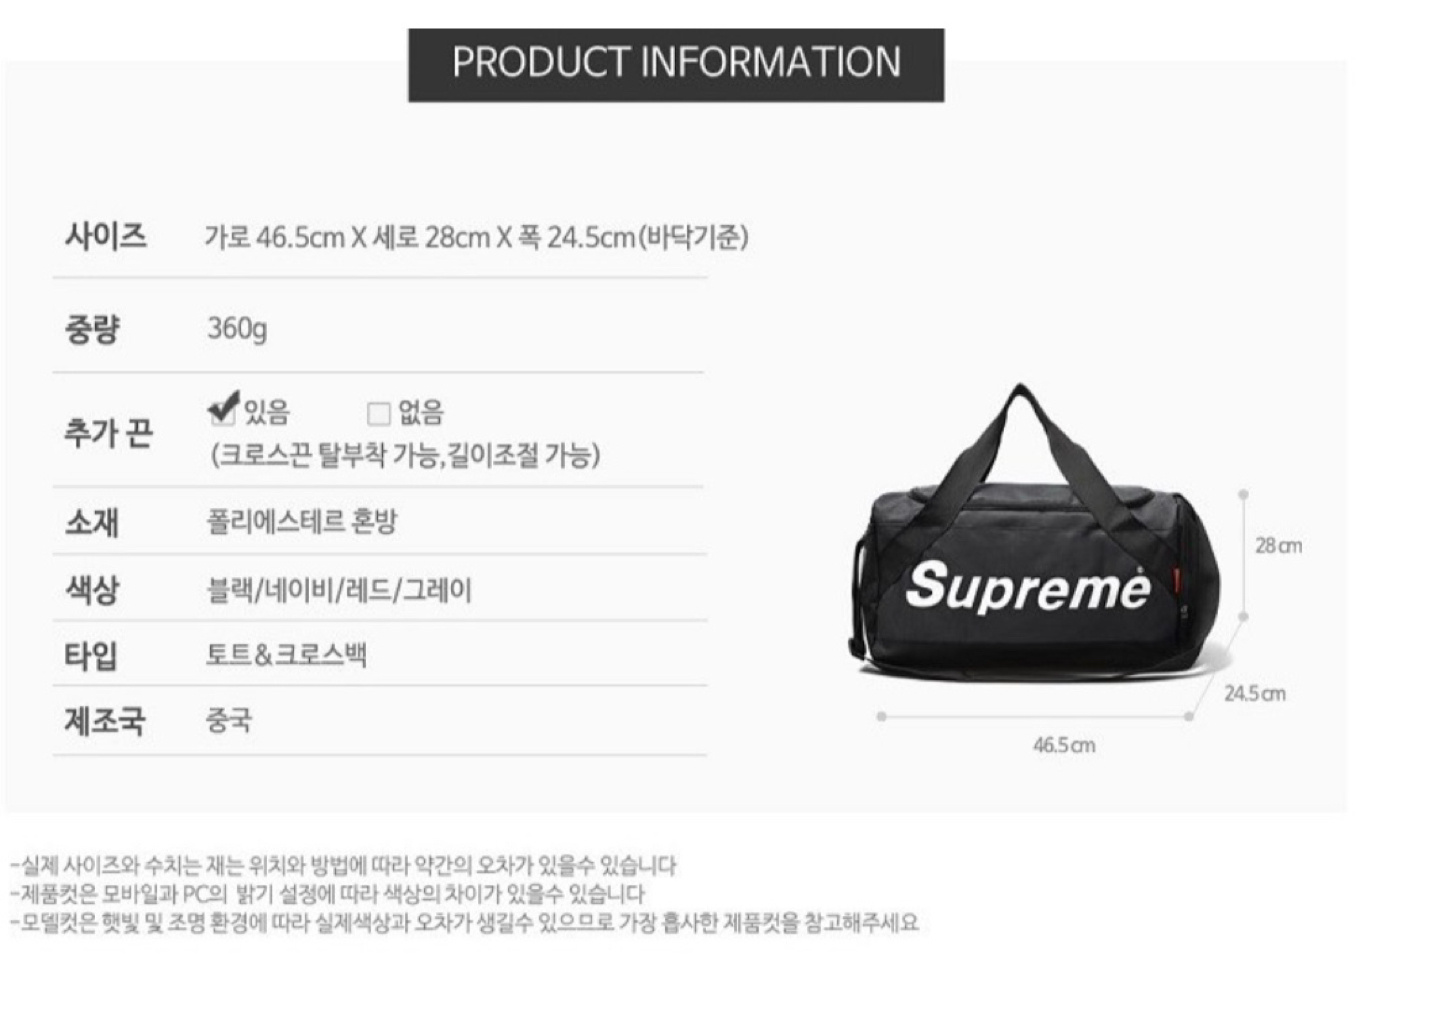 PRODUCT INFORMATION
사이즈 가로 46.5cm X 세로 28cm X 폭 24.5cm(바닥기준)
중량 360g
추가 끈 있음 없음
(크로스끈 탈부착 가능,길이조절 가능)
소재 폴리에스테르 혼방
색상 블랙/네이비/레드/그레이
타입 토트&크로스백
제조국 중국
Supreme
28cm
24.5cm
46.5cm
-실제 사이즈와 수치는 재는 위치와 방법에 따라 약간의 오차가 있을수 있습니다
-제품컷은 모바일과 PC의 밝기 설정에 따라 색상의 차이가 있을수 있습니다
-모델컷은 햇빛 및 조명 환경에 따라 실제색상과 오차가 생길수 있으므로 가장 흡사한 제품컷을 참고해주세요